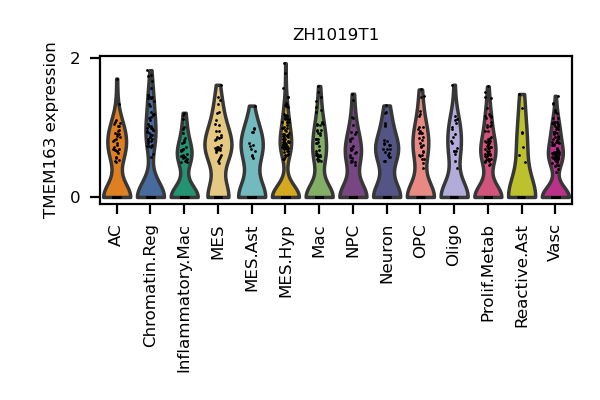 ZH1019T1
TMEM163 expression
2
0
AC
Chromatin.Reg
Inflammatory.Mac
MES
MES.Ast
MES.Hyp
Mac
NPC
Neuron
OPC
Oligo
Prolif.Metab
Reactive.Ast
Vasc